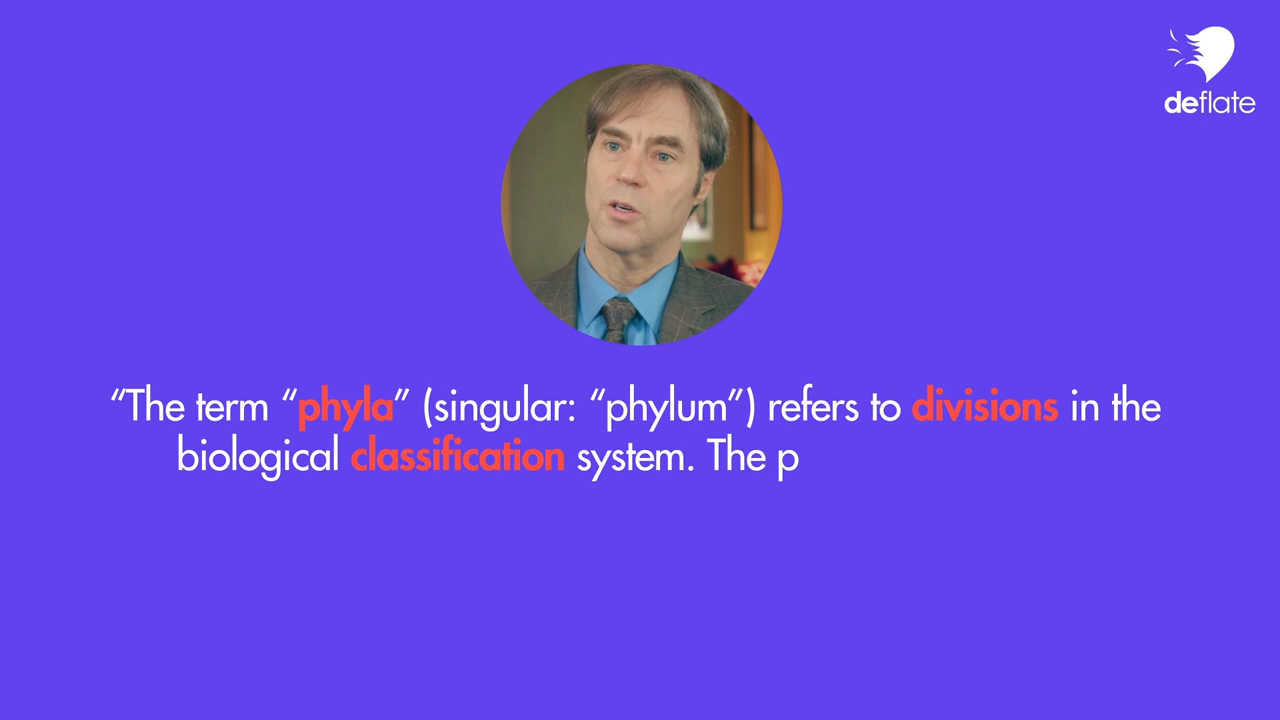 deflate
“The term “phyla” (singular: “phylum”) refers to divisions in the
biological classification system. The p